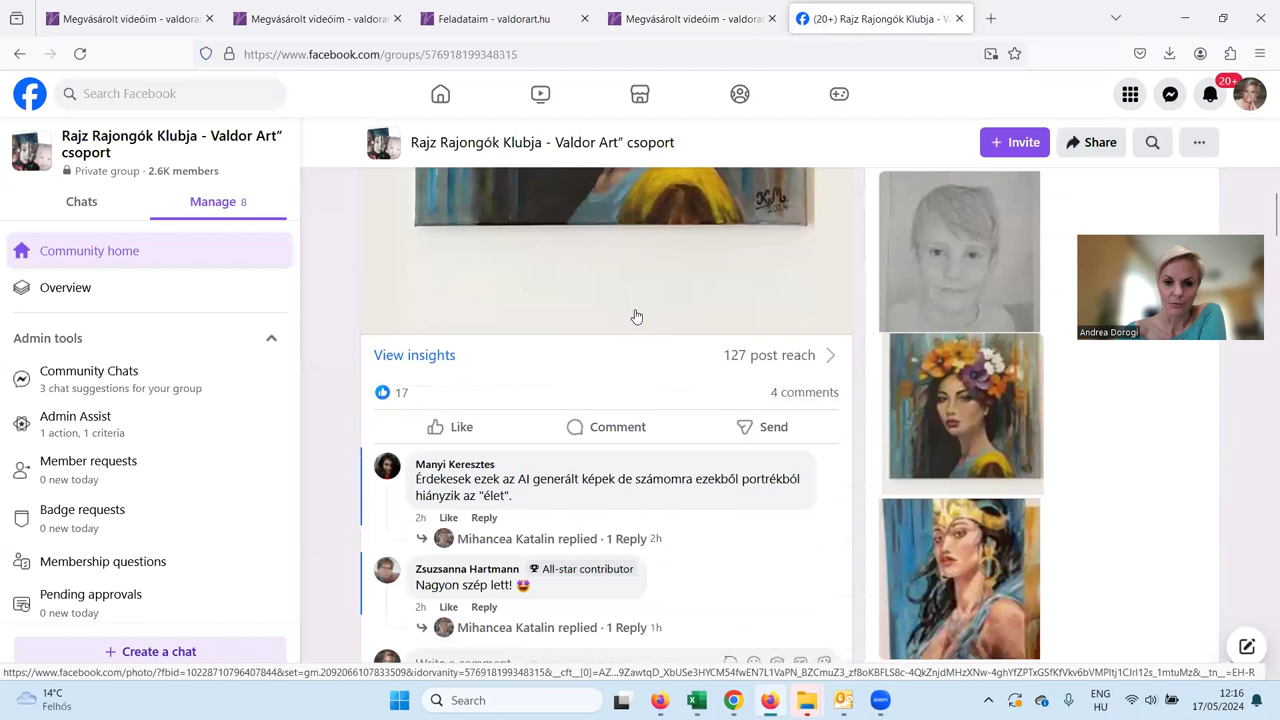 Megvásárolt videóim - valdora
Megvásárolt videóim - valdora
Feladataim - valdorart.hu
Megvásárolt videóim - valdora
(20+) Rajz Rajongók Klubja - V
https://www.facebook.com/groups/576918199348315
Search Facebook
20+
Rajz Rajongók Klubja - Valdor Art”
csoport
Private group · 2.6K members
Chats
Manage 8
Community home
Overview
Admin tools
Community Chats
3 chat suggestions for your group
Admin Assist
1 action, 1 criteria
Member requests
0 new today
Badge requests
0 new today
Membership questions
Pending approvals
0 new today
+ Create a chat
Rajz Rajongók Klubja - Valdor Art” csoport
+ Invite
Share
K.M.
2024
View insights
127 post reach
17
4 comments
Like
Comment
Send
Manyi Keresztes
Érdekesek ezek az AI generált képek de számomra ezekből portrékból
hiányzik az "élet".
2h Like Reply
Mihancea Katalin replied · 1 Reply 2h
Zsuzsanna Hartmann All-star contributor
Nagyon szép lett!
2h Like Reply
Mihancea Katalin replied · 1 Reply 1h
Andrea Dorogi
14°C
Felhős
Search
ENG
HU
12:16
17/05/2024